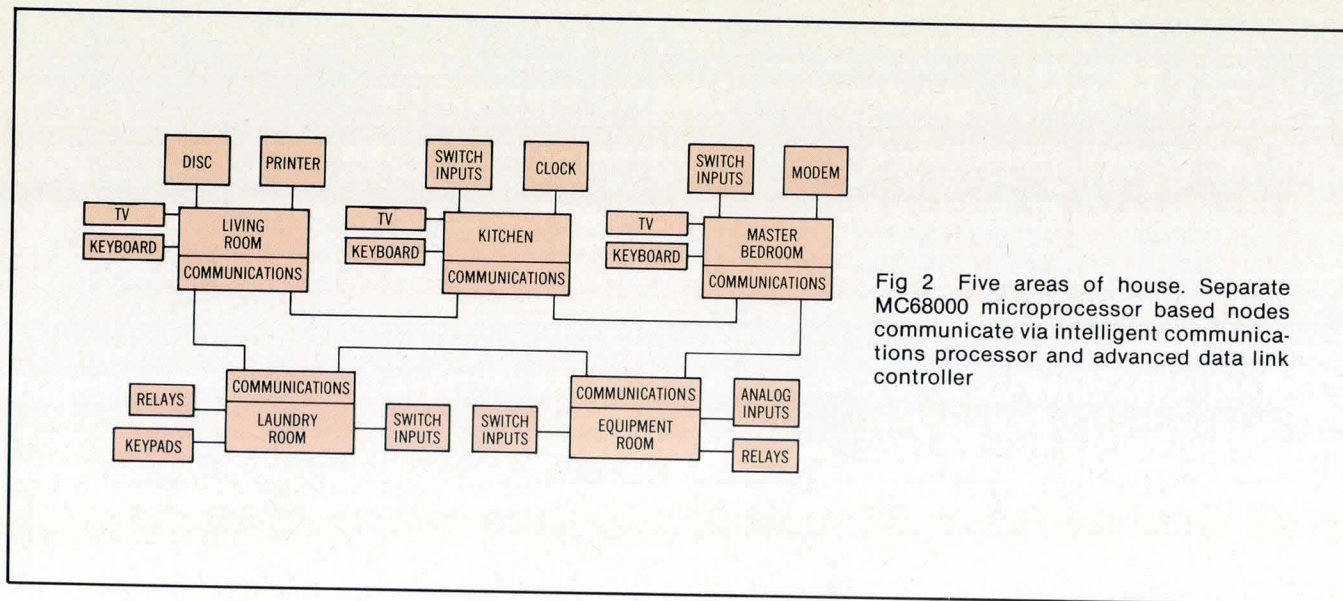 DISC
PRINTER
TV
KEYBOARD
LIVING
ROOM
COMMUNICATIONS
SWITCH
INPUTS
CLOCK
TV
KEYBOARD
KITCHEN
COMMUNICATIONS
SWITCH
INPUTS
MODEM
TV
KEYBOARD
MASTER
BEDROOM
COMMUNICATIONS
RELAYS
KEYPADS
COMMUNICATIONS
LAUNDRY
ROOM
SWITCH
INPUTS
SWITCH
INPUTS
COMMUNICATIONS
EQUIPMENT
ROOM
ANALOG
INPUTS
RELAYS
Fig 2 Five areas of house. Separate
MC68000 microprocessor based nodes
communicate via intelligent communica-
tions processor and advanced data link
controller